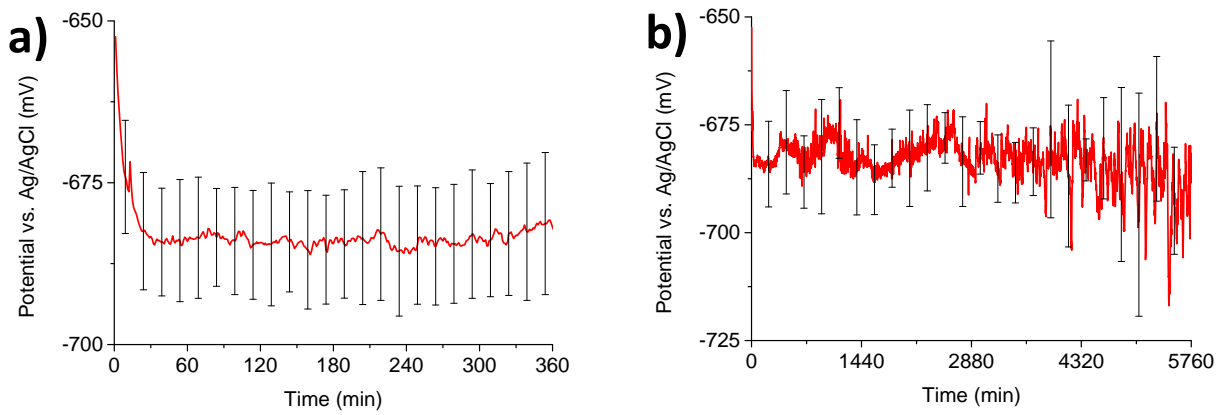 a)
Potential vs. Ag/AgCl (mV)
-650
-675
-700
0 60 120 180 240 300 360
Time (min)
b)
Potential vs. Ag/AgCl (mV)
-650
-675
-700
-725
0 1440 2880 4320 5760
Time (min)